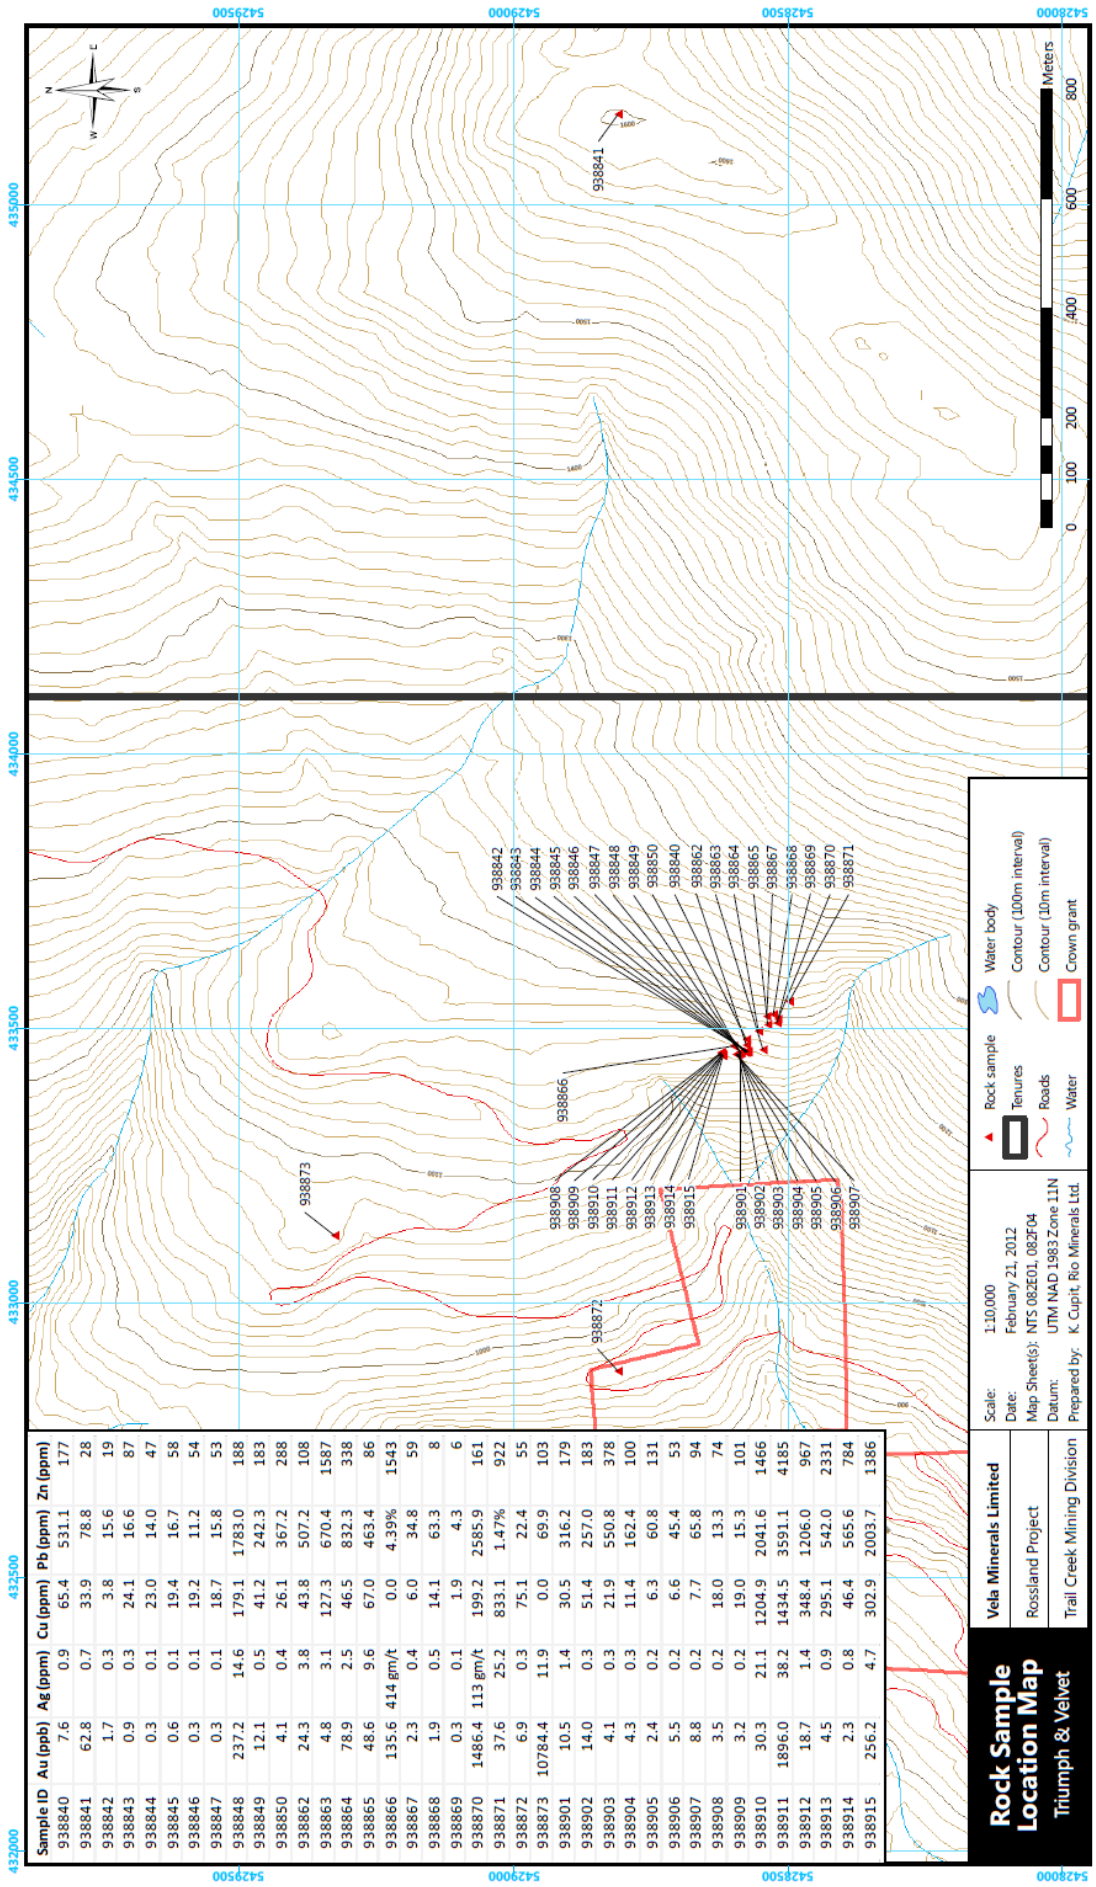 432000
432500
433000
433500
434000
434500
435000
5429500
5429000
5428500
5428000
N
W
E
S
Sample ID Au (ppb) Ag (ppm) Cu (ppm) Pb (ppm) Zn (ppm)
938840 7.6 0.9 65.4 531.1 177
938841 62.8 0.7 33.9 78.8 28
938842 1.7 0.3 3.8 15.6 19
938843 0.9 0.3 24.1 16.6 87
938844 0.3 0.1 23.0 14.0 47
938845 0.6 0.1 19.4 16.7 58
938846 0.3 0.1 19.2 11.2 54
938847 0.3 0.1 18.7 15.8 53
938848 237.2 14.6 179.1 1783.0 188
938849 12.1 0.5 41.2 242.3 183
938850 4.1 0.4 26.1 367.2 288
938862 24.3 3.8 43.8 507.2 108
938863 4.8 3.1 127.3 670.4 1587
938864 78.9 2.5 46.5 832.3 338
938865 48.6 9.6 67.0 463.4 86
938866 135.6 414 gm/t 0.0 4.39% 1543
938867 2.3 0.4 6.0 34.8 59
938868 1.9 0.5 14.1 63.3 8
938869 0.3 0.1 1.9 4.3 6
938870 1486.4 113 gm/t 199.2 2585.9 161
938871 37.6 25.2 833.1 1.47% 922
938872 6.9 0.3 75.1 22.4 55
938873 10784.4 11.9 0.0 69.9 103
938901 10.5 1.4 30.5 316.2 179
938902 14.0 0.3 51.4 257.0 183
938903 4.1 0.3 21.9 550.8 378
938904 4.3 0.3 11.4 162.4 100
938905 2.4 0.2 6.3 60.8 131
938906 5.5 0.2 6.6 45.4 53
938907 8.8 0.2 7.7 65.8 94
938908 3.5 0.2 18.0 13.3 74
938909 3.2 0.2 19.0 15.3 101
938910 30.3 21.1 1204.9 2041.6 1466
938911 1896.0 38.2 1434.5 3591.1 4185
938912 18.7 1.4 348.4 1206.0 967
938913 4.5 0.9 295.1 542.0 2331
938914 2.3 0.8 46.4 565.6 784
938915 256.2 4.7 302.9 2003.7 1386
938873
938872
938866
938908
938909
938910
938911
938912
938913
938914
938915
938901
938902
938903
938904
938905
938906
938907
938842
938843
938844
938845
938846
938847
938848
938849
938850
938840
938862
938863
938864
938865
938867
938868
938869
938870
938871
938841
1000
1100
900
1200
1300
1400
1500
1500
1600
1600
Rock Sample
Location Map
Triumph & Velvet
Vela Minerals Limited
Rossland Project
Trail Creek Mining Division
Scale: 1:10,000
Date: February 21, 2012
Map Sheet(s): NTS 082E01, 082F04
Datum: UTM NAD 1983 Zone 11N
Prepared by: K. Cupit, Rio Minerals Ltd.
Rock sample
Tenures
Roads
Water
Water body
Contour (100m interval)
Contour (10m interval)
Crown grant
0 100 200 400 600 800
Meters
5429500
5429000
5428500
5428000